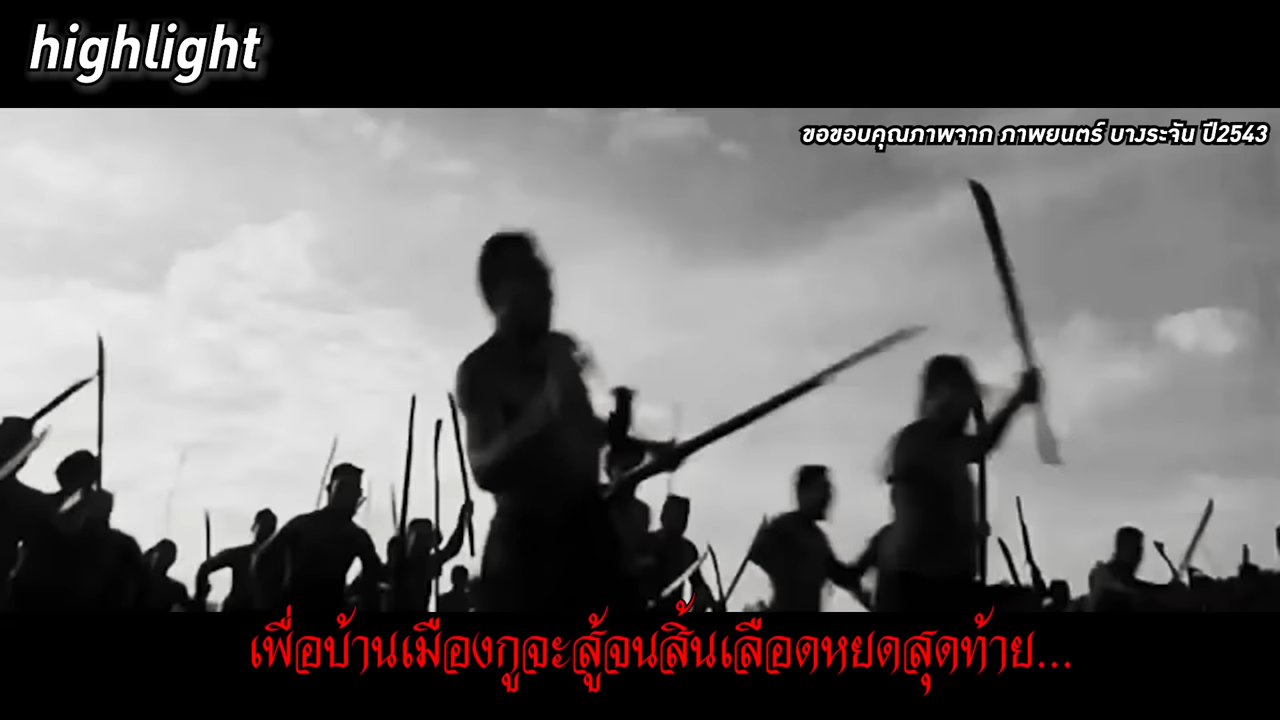 highlight
ขอขอบคุณภาพจาก ภาพยนตร์ บางระจัน ปี2543
เพื่อบ้านเมืองกูจะสู้จนสิ้นเลือดหยดสุดท้าย...